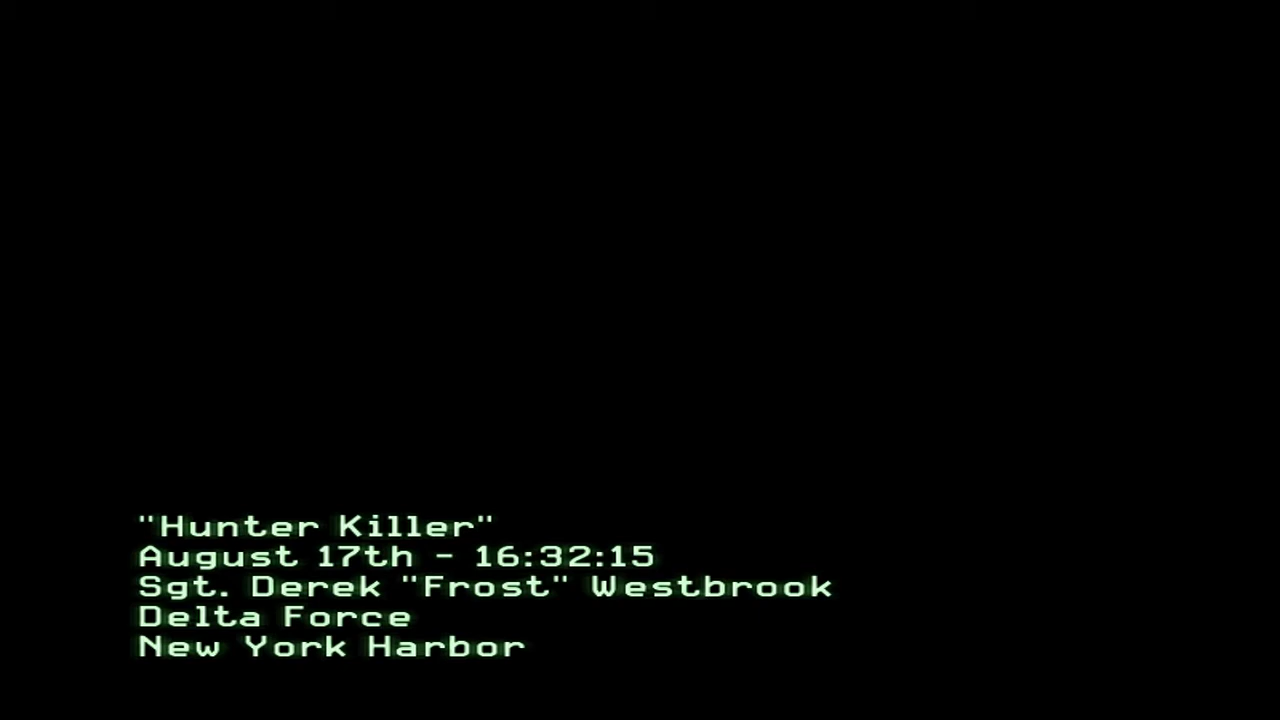 "Hunter Killer"
August 17th - 16:32:15
Sgt. Derek "Frost" Westbrook
Delta Force
New York Harbor